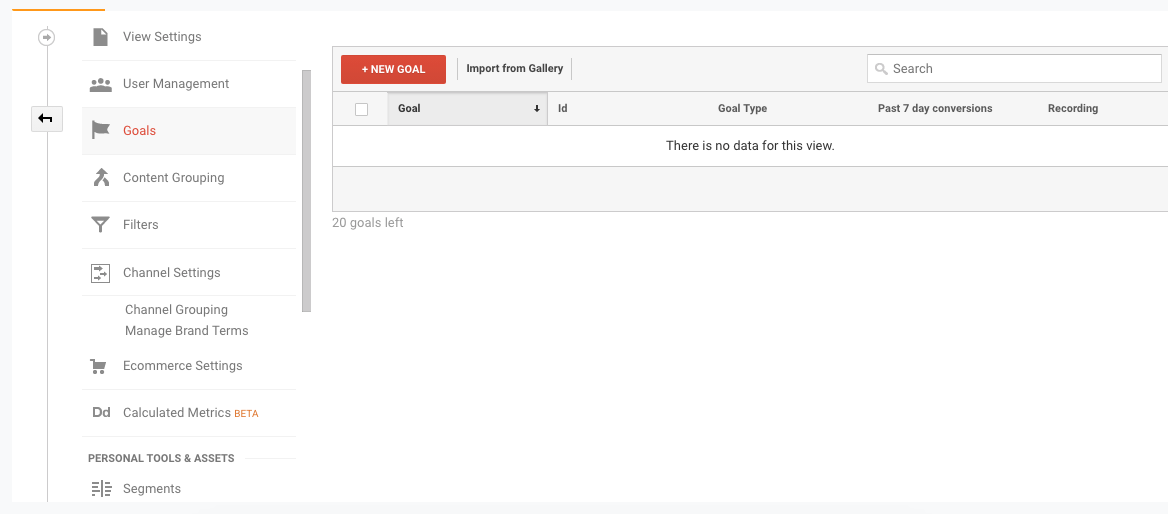 View Settings
User Management
Goals
Content Grouping
Filters
Channel Settings
Channel Grouping
Manage Brand Terms
Ecommerce Settings
Dd Calculated Metrics BETA
PERSONAL TOOLS & ASSETS
Segments
+ NEW GOAL Import from Gallery Search
Goal Id Goal Type Past 7 day conversions Recording
There is no data for this view.
20 goals left